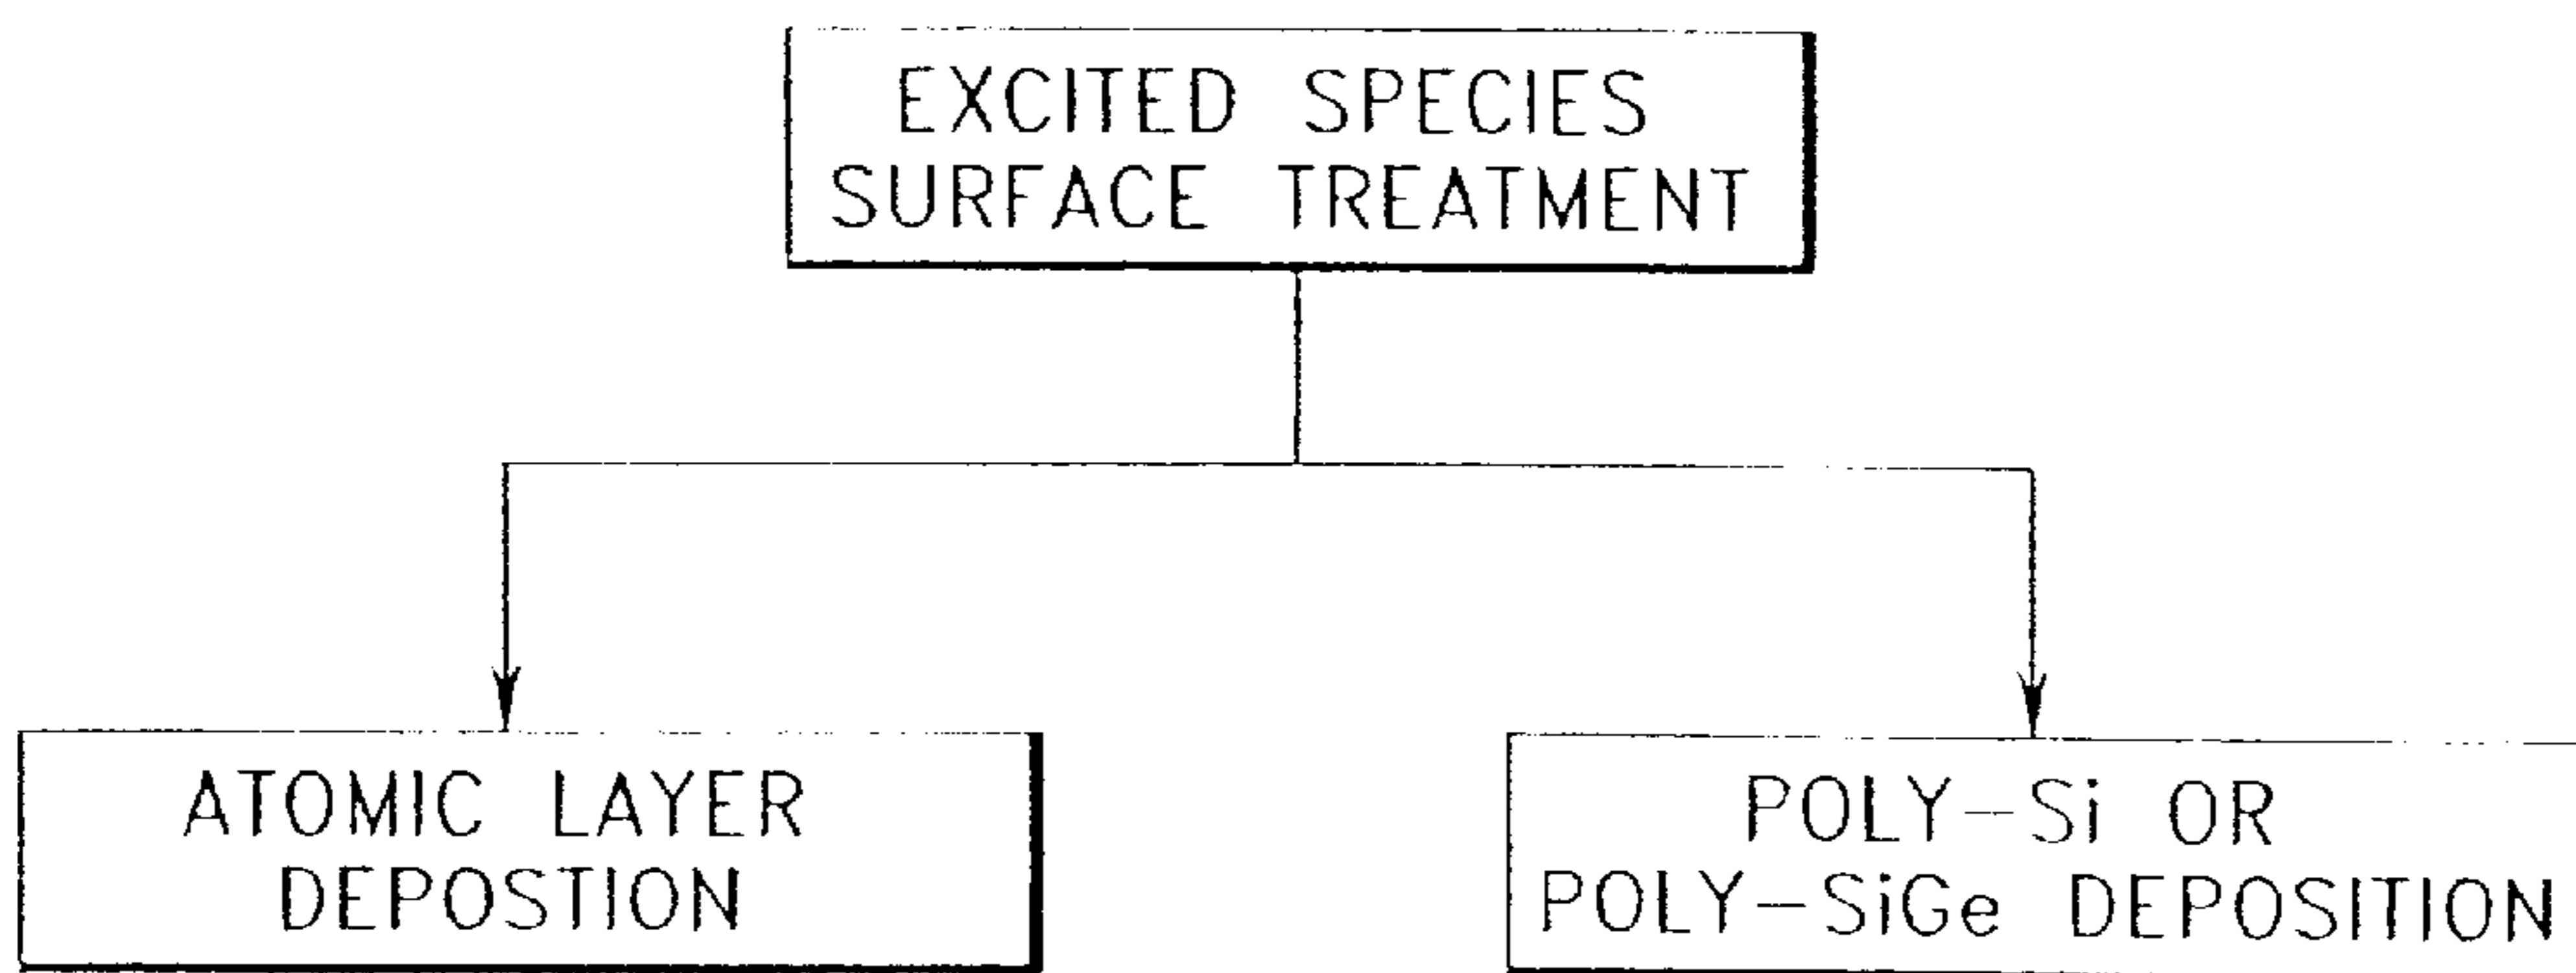 EXCITED SPECIES
SURFACE TREATMENT
ATOMIC LAYER
DEPOSTION
POLY-Si OR
POLY-SiGe DEPOSITION